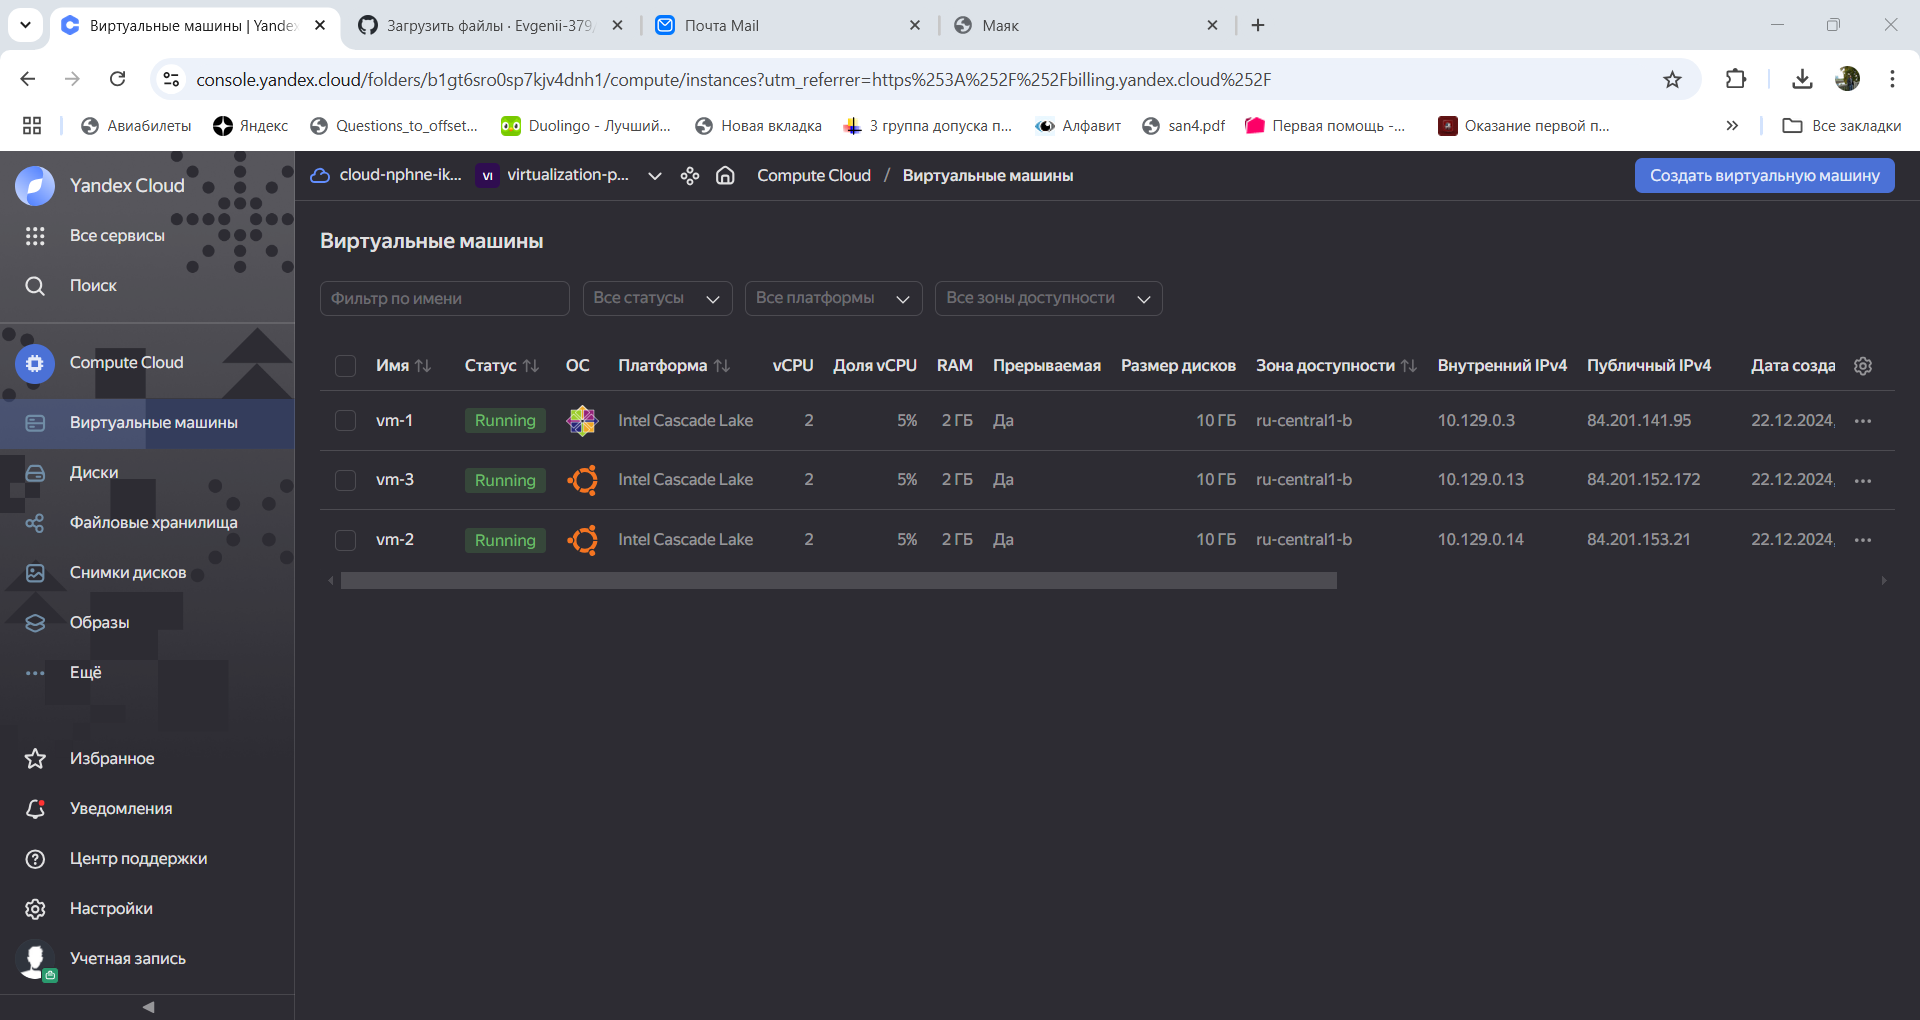 Виртуальные машины | Yande
Загрузить файлы · Evgenii-379/
Почта Mail
Маяк
console.yandex.cloud/folders/b1gt6sro0sp7kjv4dnh1/compute/instances?utm_referrer=https%253A%252F%252Fbilling.yandex.cloud%252F
Авиабилеты
Яндекс
Questions_to_offset...
Duolingo - Лучший...
Новая вкладка
3 группа допуска п...
Алфавит
san4.pdf
Первая помощь -...
Оказание первой п...
Все закладки
Yandex Cloud
Все сервисы
Поиск
Compute Cloud
Виртуальные машины
Диски
Файловые хранилища
Снимки дисков
Образы
Ещё
Избранное
Уведомления
Центр поддержки
Настройки
Учетная запись
cloud-nphne-ik... VI virtualization-p... Compute Cloud / Виртуальные машины
Создать виртуальную машину
Виртуальные машины
Фильтр по имени Все статусы Все платформы Все зоны доступности
Имя Статус ОС Платформа vCPU Доля vCPU RAM Прерываемая Размер дисков Зона доступности Внутренний IPv4 Публичный IPv4 Дата созда
vm-1 Running Intel Cascade Lake 2 5% 2 ГБ Да 10 ГБ ru-central1-b 10.129.0.3 84.201.141.95 22.12.2024,
vm-3 Running Intel Cascade Lake 2 5% 2 ГБ Да 10 ГБ ru-central1-b 10.129.0.13 84.201.152.172 22.12.2024,
vm-2 Running Intel Cascade Lake 2 5% 2 ГБ Да 10 ГБ ru-central1-b 10.129.0.14 84.201.153.21 22.12.2024,